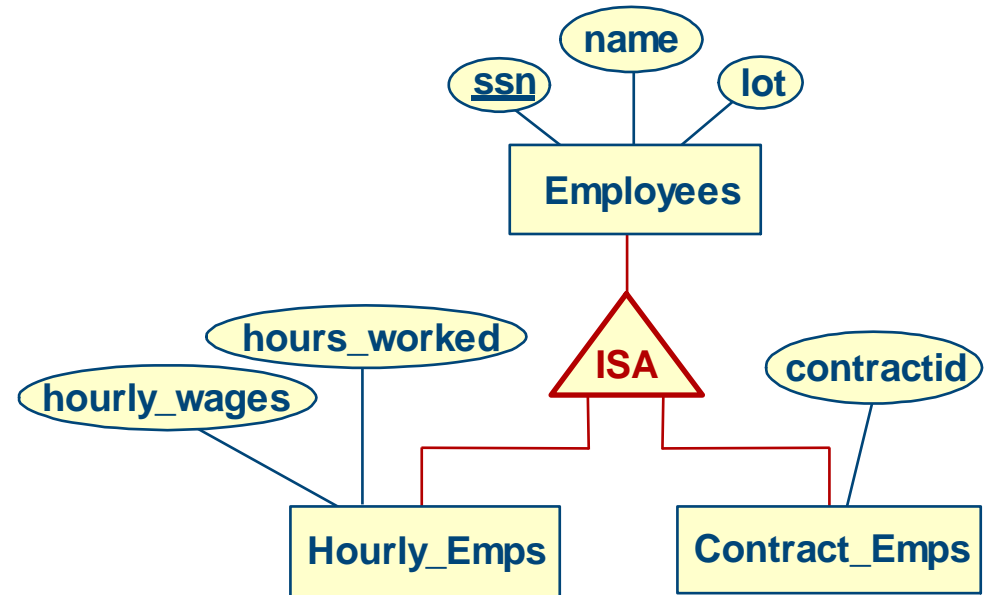 name
ssn
lot
Employees
ISA
hours_worked
contractid
hourly_wages
Hourly_Emps
Contract_Emps